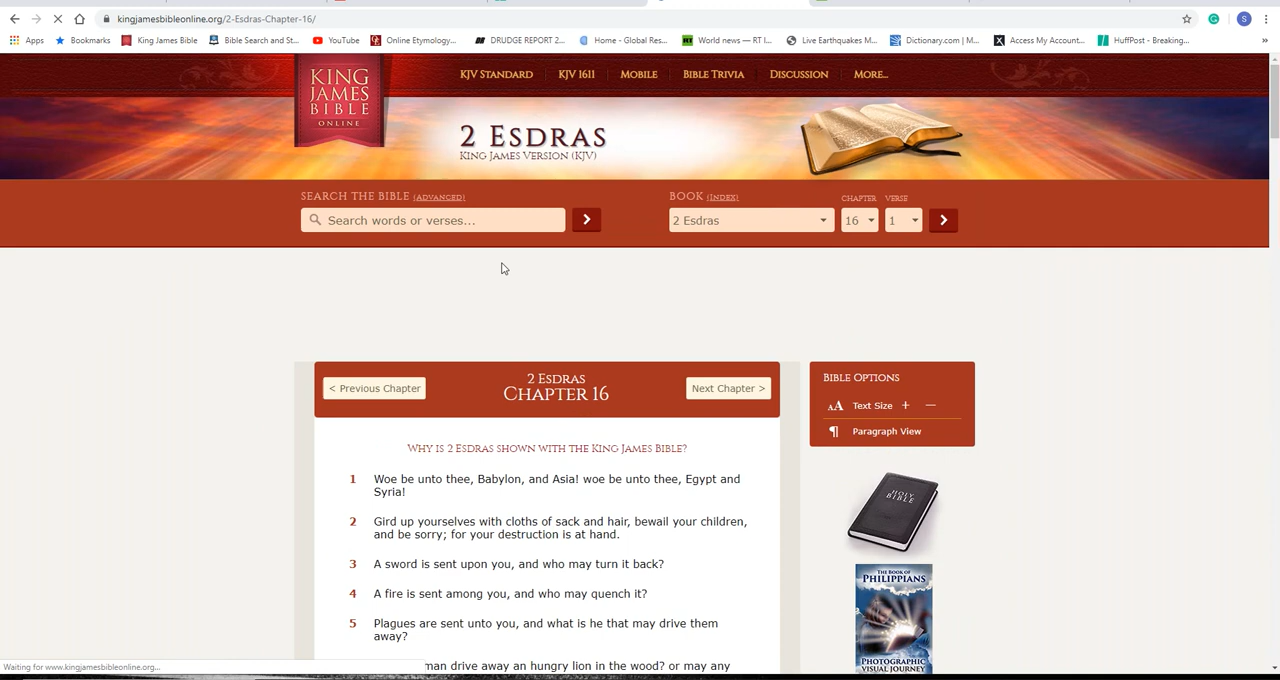 kingjamesbibleonline.org/2-Esdras-Chapter-16/
S
Apps
Bookmarks
King James Bible
Bible Search and St...
YouTube
Online Etymology...
DRUDGE REPORT 2...
Home - Global Res...
World news — RT I...
Live Earthquakes M...
Dictionary.com | M...
Access My Account...
HuffPost - Breaking...
»
KING
JAMES
BIBLE
ONLINE
KJV STANDARD
KJV 1611
MOBILE
BIBLE TRIVIA
DISCUSSION
MORE...
2 ESDRAS
KING JAMES VERSION (KJV)
SEARCH THE BIBLE (ADVANCED)
Search words or verses...
BOOK (INDEX)
CHAPTER
VERSE
2 Esdras
16
1
< Previous Chapter
2 ESDRAS
CHAPTER 16
Next Chapter >
BIBLE OPTIONS
AA Text Size + —
¶ Paragraph View
WHY IS 2 ESDRAS SHOWN WITH THE KING JAMES BIBLE?
1 Woe be unto thee, Babylon, and Asia! woe be unto thee, Egypt and
Syria!
2 Gird up yourselves with cloths of sack and hair, bewail your children,
and be sorry; for your destruction is at hand.
3 A sword is sent upon you, and who may turn it back?
4 A fire is sent among you, and who may quench it?
5 Plagues are sent unto you, and what is he that may drive them
away?
man drive away an hungry lion in the wood? or may any
HOLY
BIBLE
THE BOOK OF
PHILIPPIANS
PHOTOGRAPHIC
VISUAL JOURNEY
Waiting for www.kingjamesbibleonline.org...